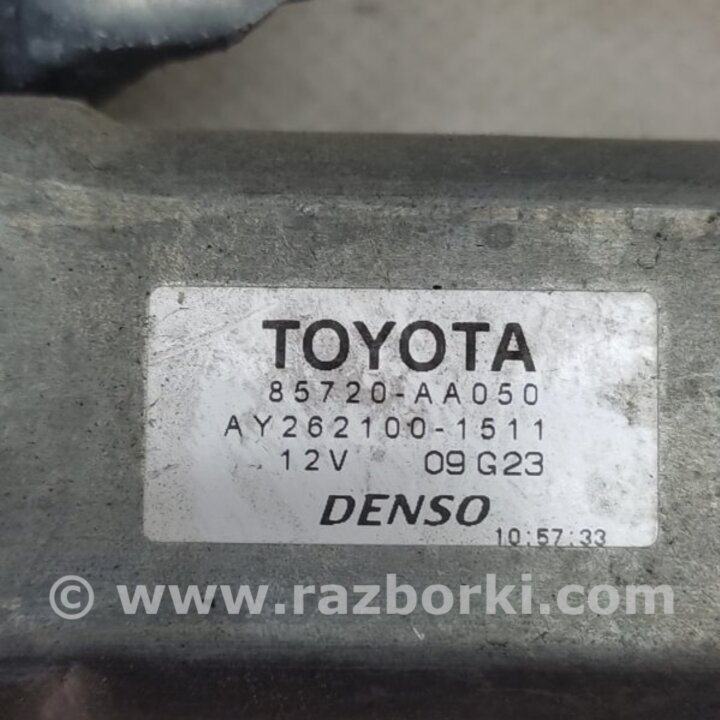 TOYOTA
85720-AA050
AY262100-1511
12V 09G23
DENSO
10:57:33
© www.razborki.com